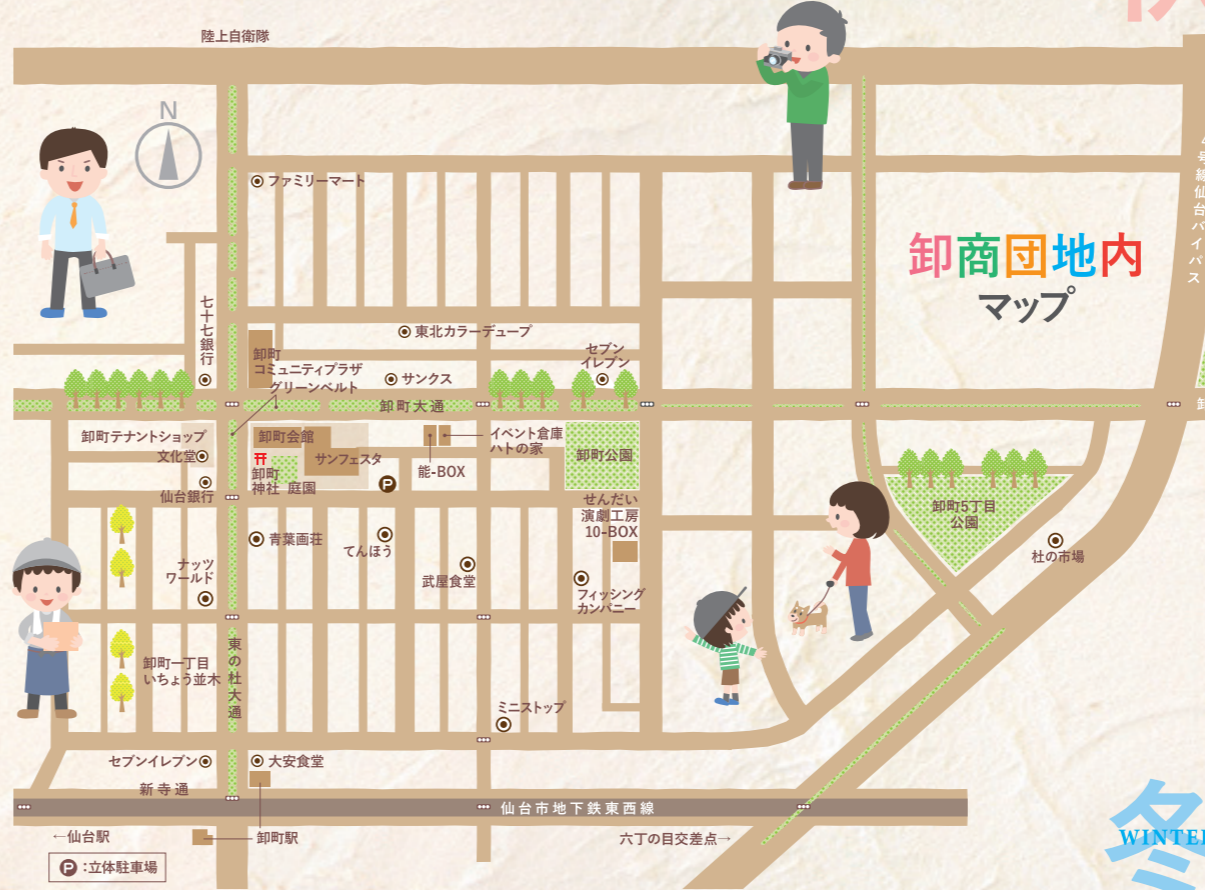 陸上自衛隊
N
ファミリーマート
4号線仙台バイパス
卸商団地内
マップ
七十七銀行
東北カラーデュープ
卸町
コミュニティプラザ
グリーンベルト
サンクス
セブン
イレブン
卸町大通
卸
卸町テナントショップ
文化堂
仙台銀行
卸町会館
サンフェスタ
卸町
神社
庭園
P
能-BOX
イベント倉庫
ハトの家
卸町公園
せんだい
演劇工房
10-BOX
卸町5丁目
公園
杜の市場
青葉画荘
てんぽう
武屋食堂
フィッシング
カンパニー
ナッツ
ワールド
卸町一丁目
いちょう並木
東の杜大通
ミニストップ
セブンイレブン
大安食堂
新寺通
仙台市地下鉄東西線
←仙台駅
卸町駅
六丁の目交差点→
P:立体駐車場
冬
WINTER